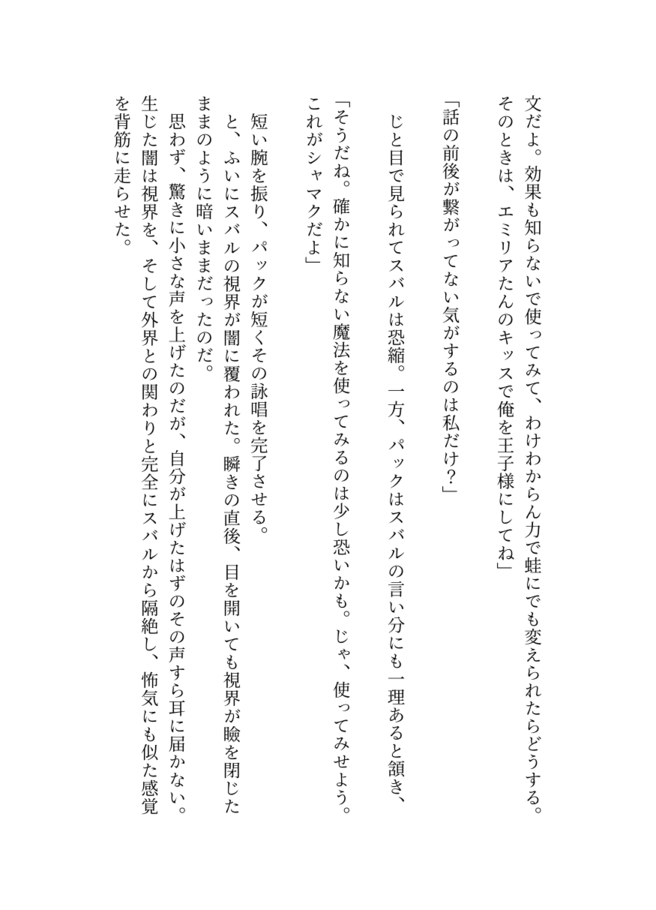 文だよ。効果も知らないで使ってみて、わけわからん力で蛙にでも変えられたらどうする。
そのときは、エミリアたんのキッスで俺を王子様にしてね」
「話の前後が繋がってない気がするのは私だけ？」
じと目で見られてスバルは恐縮。一方、パックはスバルの言い分にも一理あると頷き、
「そうだね。確かに知らない魔法を使ってみるのは少し恐いかも。じゃ、使ってみせよう。
これがシャマクだよ」
短い腕を振り、パックが短くその詠唱を完了させる。
と、ふいにスバルの視界が闇に覆われた。瞬きの直後、目を開いても視界が瞼を閉じた
ままのように暗いままだったのだ。
思わず、驚きに小さな声を上げたのだが、自分が上げたはずのその声すら耳に届かない。
生じた闇は視界を、そして外界との関わりと完全にスバルから隔絶し、怖気にも似た感覚
を背筋に走らせた。